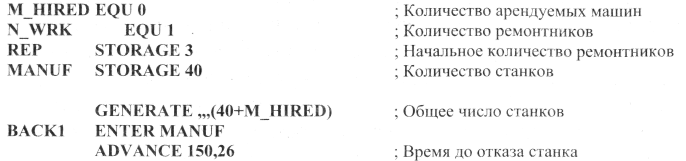 M_HIRED EQU 0 ; Количество арендуемых машин
N_WRK EQU 1 ; Количество ремонтников
REP STORAGE 3 ; Начальное количество ремонтников
MANUF STORAGE 40 ; Количество станков
GENERATE ,,,(40+M_HIRED) ; Общее число станков
BACK1 ENTER MANUF
ADVANCE 150,26 ; Время до отказа станка